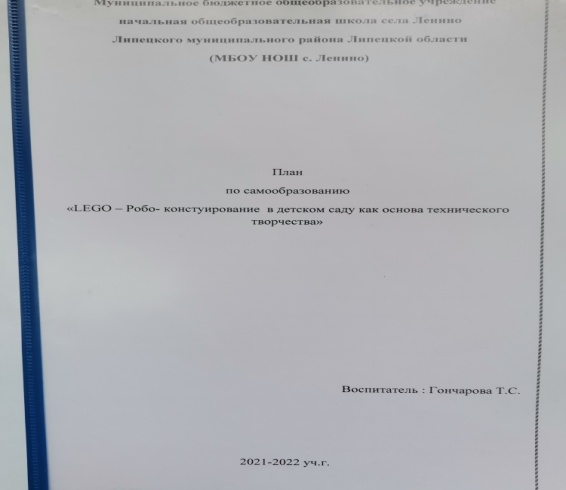 Муниципальное бюджетное общеобразовательное учреждение
начальная общеобразовательная школа села Ленино
Липецкого муниципального района Липецкой области
(МБОУ НОШ с. Ленино)
План
по самообразованию
«LEGO – Робо- констуирование в детском саду как основа технического
творчества»
Воспитатель : Гончарова Т.С.
2021-2022 уч.г.